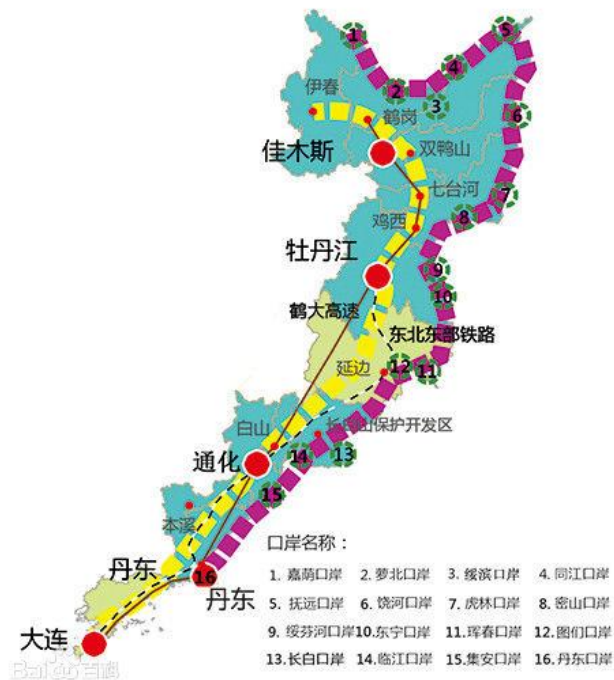 1
5
4
2
3
伊春
鹤岗
6
佳木斯
双鸭山
七台河
7
鸡西
8
牡丹江
9
10
鹤大高速
东北东部铁路
延边
12
11
白山
长白山保护开发区
通化
14
13
15
本溪
口岸名称：
丹东
16
丹东
1. 嘉荫口岸 2. 萝北口岸 3. 绥滨口岸 4. 同江口岸
5. 抚远口岸 6. 饶河口岸 7. 虎林口岸 8. 密山口岸
大连
9. 绥芬河口岸 10. 东宁口岸 11. 珲春口岸 12. 图们口岸
13. 长白口岸 14. 临江口岸 15. 集安口岸 16. 丹东口岸
Bai 百科